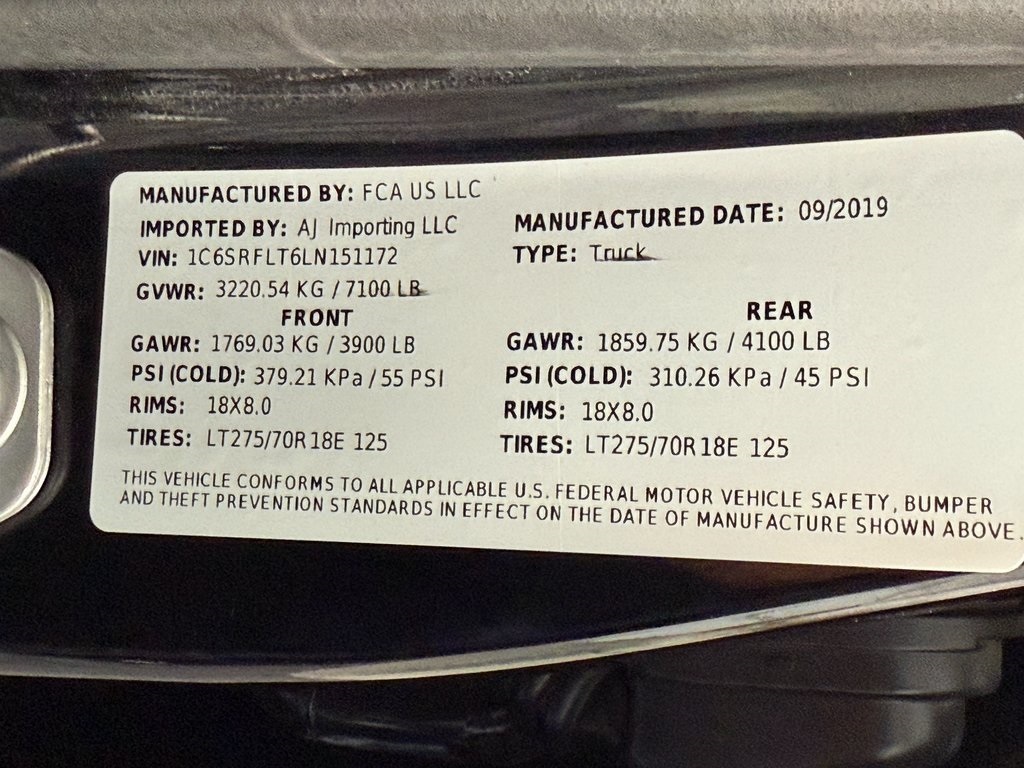 MANUFACTURED BY: FCA US LLC
IMPORTED BY: AJ Importing LLC
MANUFACTURED DATE: 09/2019
VIN: 1C6SRFLT6LN151172
TYPE: Truck
GVWR: 3220.54 KG / 7100 LB
FRONT
GAWR: 1769.03 KG / 3900 LB
PSI (COLD): 379.21 KPa / 55 PSI
RIMS: 18X8.0
TIRES: LT275/70R18E 125
REAR
GAWR: 1859.75 KG / 4100 LB
PSI (COLD): 310.26 KPa / 45 PSI
RIMS: 18X8.0
TIRES: LT275/70R18E 125
THIS VEHICLE CONFORMS TO ALL APPLICABLE U.S. FEDERAL MOTOR VEHICLE SAFETY, BUMPER
AND THEFT PREVENTION STANDARDS IN EFFECT ON THE DATE OF MANUFACTURE SHOWN ABOVE.